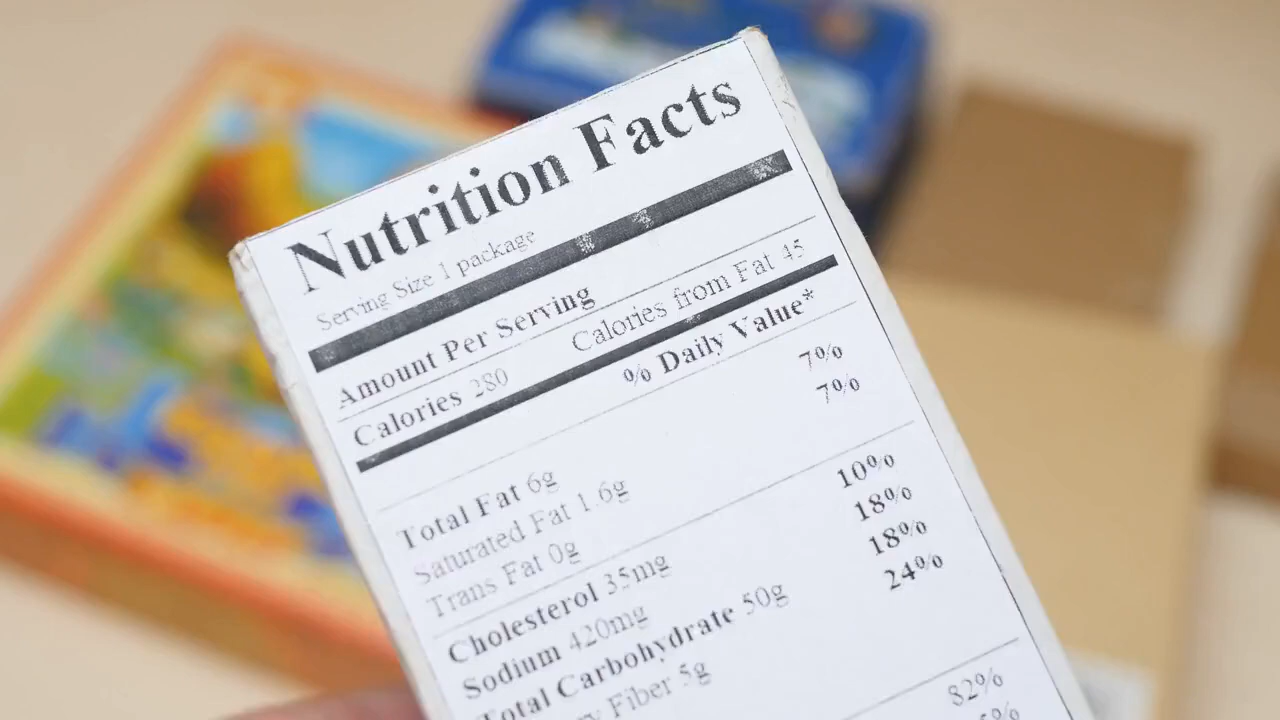 Nutrition Facts
Serving Size 1 package
Amount Per Serving
Calories 280 Calories from Fat 45
% Daily Value*
Total Fat 6g 7%
Saturated Fat 1.6g 7%
Trans Fat 0g
Cholesterol 35mg 10%
Sodium 420mg 18%
Total Carbohydrate 50g 18%
Fiber 5g 24%
82%